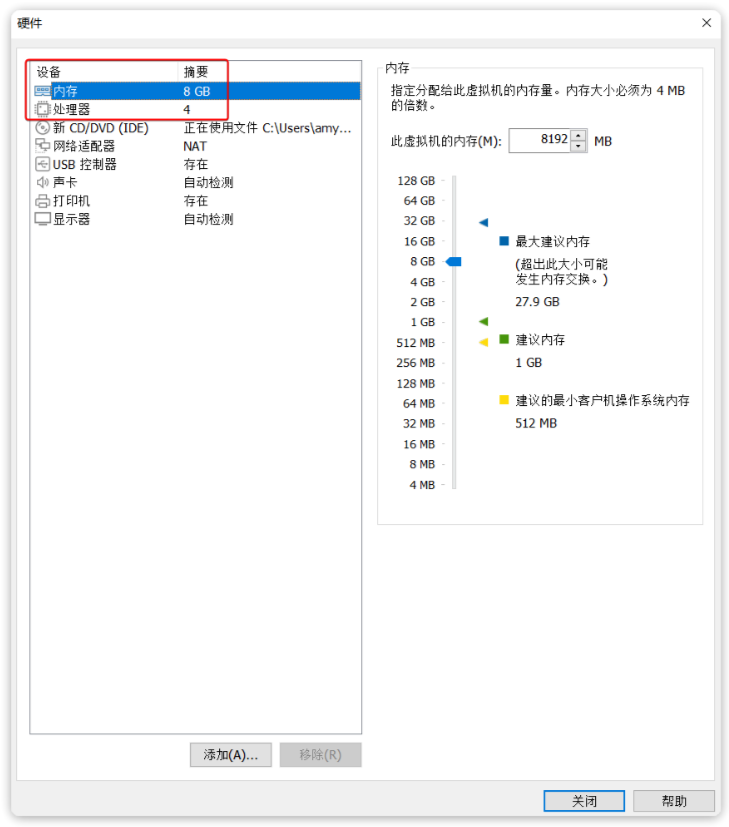 硬件
设备 摘要
内存 8 GB
处理器 4
新 CD/DVD (IDE) 正在使用文件 C:\Users\amy...
网络适配器 NAT
USB 控制器 存在
声卡 自动检测
打印机 存在
显示器 自动检测
添加(A)...
移除(R)
内存
指定分配给此虚拟机的内存量。内存大小必须为 4 MB
的倍数。
此虚拟机的内存(M): 8192 MB
128 GB
64 GB
32 GB
16 GB
8 GB
4 GB
2 GB
1 GB
512 MB
256 MB
128 MB
64 MB
32 MB
16 MB
8 MB
4 MB
最大建议内存
(超出此大小可能
发生内存交换。)
27.9 GB
建议内存
1 GB
建议的最小客户机操作系统内存
512 MB
关闭
帮助